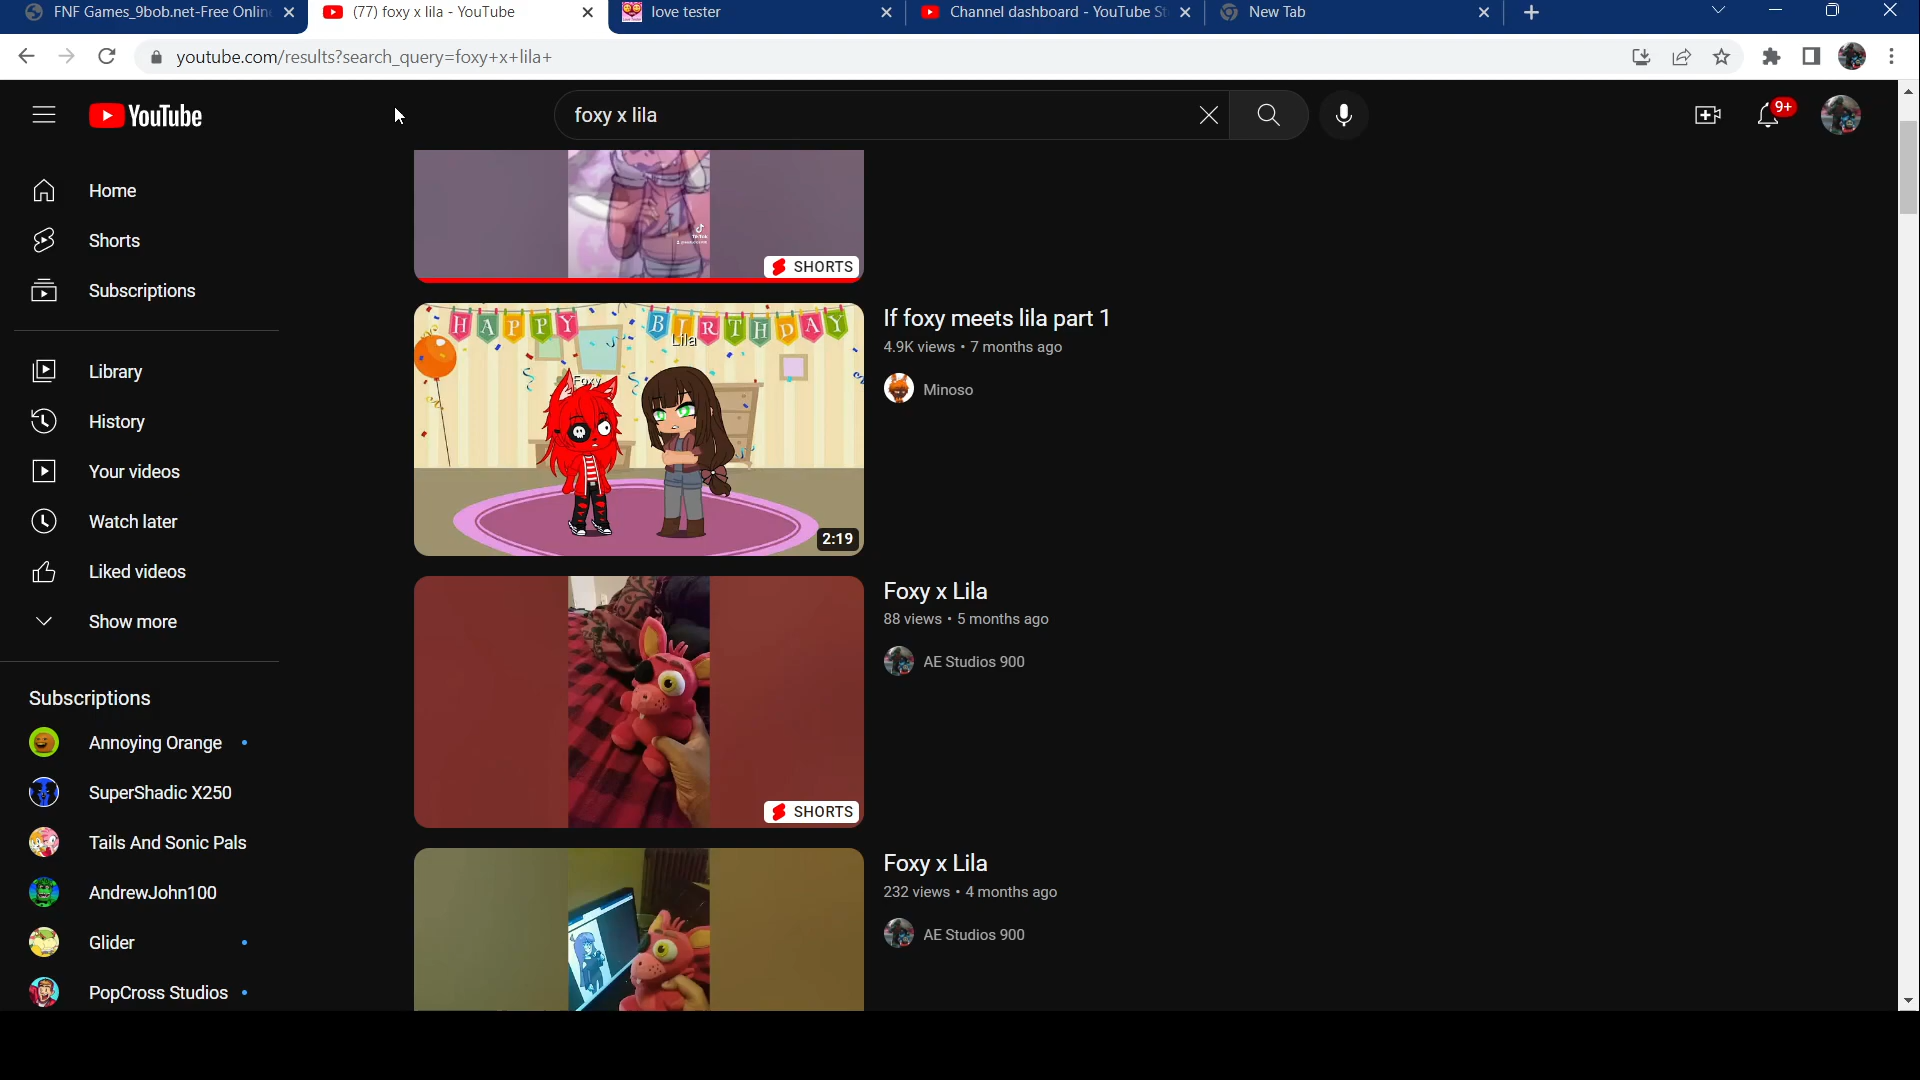 FNF Games_9bob.net-Free Onlin
(77) foxy x lila - YouTube
love tester
Channel dashboard - YouTube St
New Tab
youtube.com/results?search_query=foxy+x+lila+
YouTube
foxy x lila
9+
Home
Shorts
Subscriptions
Library
History
Your videos
Watch later
Liked videos
Show more
Subscriptions
Annoying Orange
SuperShadic X250
Tails And Sonic Pals
AndrewJohn100
Glider
PopCross Studios
TikTok
SHORTS
HAPPY BIRTHDAY
Lila
Foxy
2:19
If foxy meets lila part 1
4.9K views • 7 months ago
Minoso
SHORTS
Foxy x Lila
88 views • 5 months ago
AE Studios 900
Foxy x Lila
232 views • 4 months ago
AE Studios 900